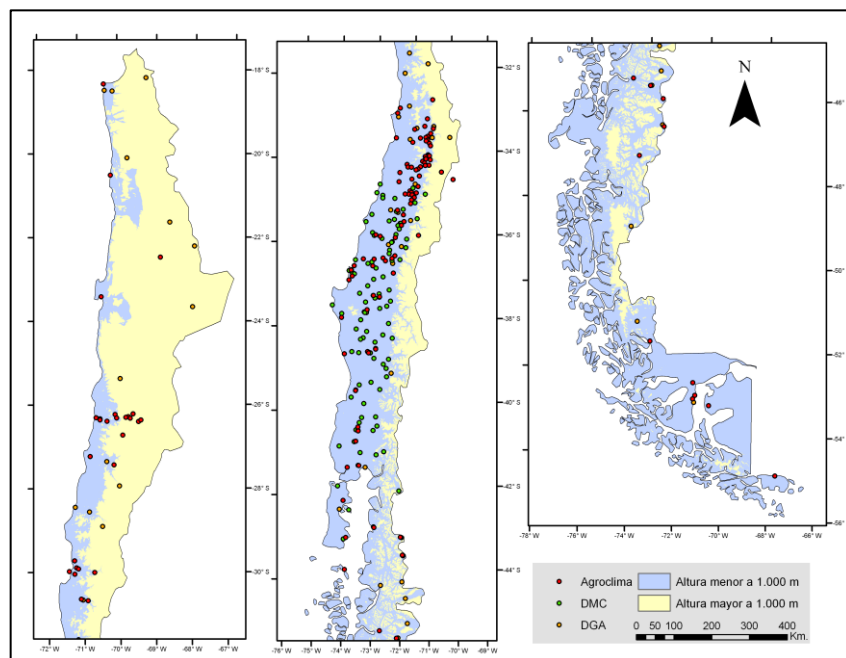 -18° S
-20° S
-22° S
-24° S
-26° S
-28° S
-30° S
-71° W -70° W -69° W -68° W -67° W
-32° S
-34° S
-36° S
-38° S
-40° S
-42° S
-44° S
-76° W -75° W -74° W -73° W -72° W -71° W -70° W
N
-46° S
-48° S
-50° S
-52° S
-54° S
-56° S
-78° W -76° W -74° W -72° W -70° W -68° W -66° W
Agroclima
DMC
DGA
Altura menor a 1.000 m
Altura mayor a 1.000 m
0 50 100 200 300 400
Km.